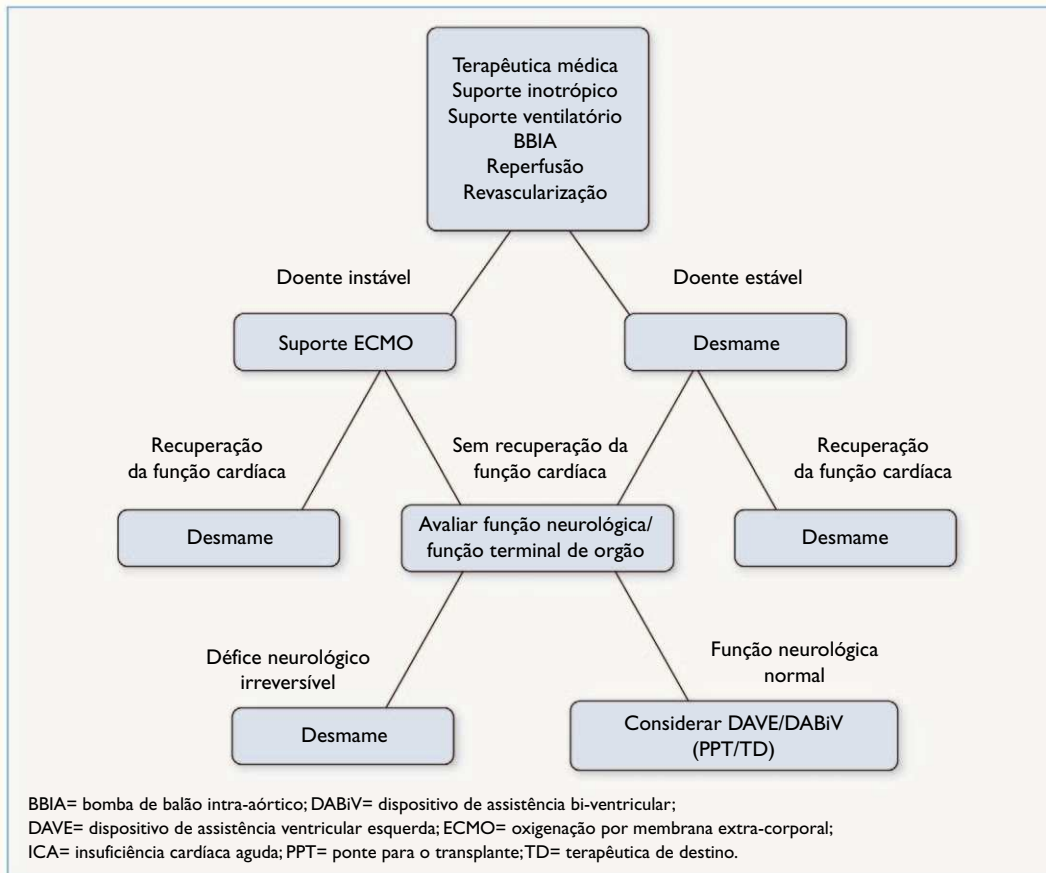 Terapêutica médica
Suporte inotrópico
Suporte ventilatório
BBIA
Reperfusão
Revascularização
Doente instável
Doente estável
Suporte ECMO
Desmame
Recuperação
da função cardíaca
Sem recuperação da
função cardíaca
Recuperação
da função cardíaca
Desmame
Avaliar função neurológica/
função terminal de orgão
Desmame
Défice neurológico
irreversível
Função neurológica
normal
Desmame
Considerar DAVE/DABiV
(PPT/TD)
BBIA= bomba de balão intra-aórtico; DABiV= dispositivo de assistência bi-ventricular;
DAVE= dispositivo de assistência ventricular esquerda; ECMO= oxigenação por membrana extra-corporal;
ICA= insuficiência cardíaca aguda; PPT= ponte para o transplante; TD= terapêutica de destino.